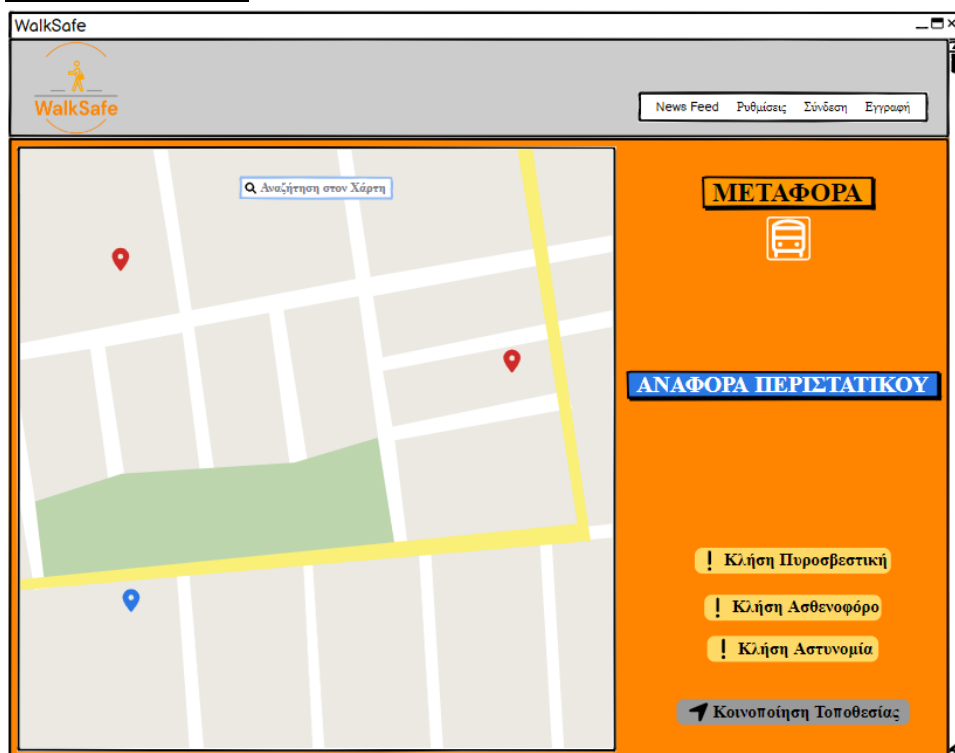 WalkSafe
WalkSafe
News Feed Ρυθμίσεις Σύνδεση Εγγραφή
Αναζήτηση στον Χάρτη
ΜΕΤΑΦΟΡΑ
ΑΝΑΦΟΡΑ ΠΕΡΙΣΤΑΤΙΚΟΥ
! Κλήση Πυροσβεστική
! Κλήση Ασθενοφόρο
! Κλήση Αστυνομία
Κοινοποίηση Τοποθεσίας